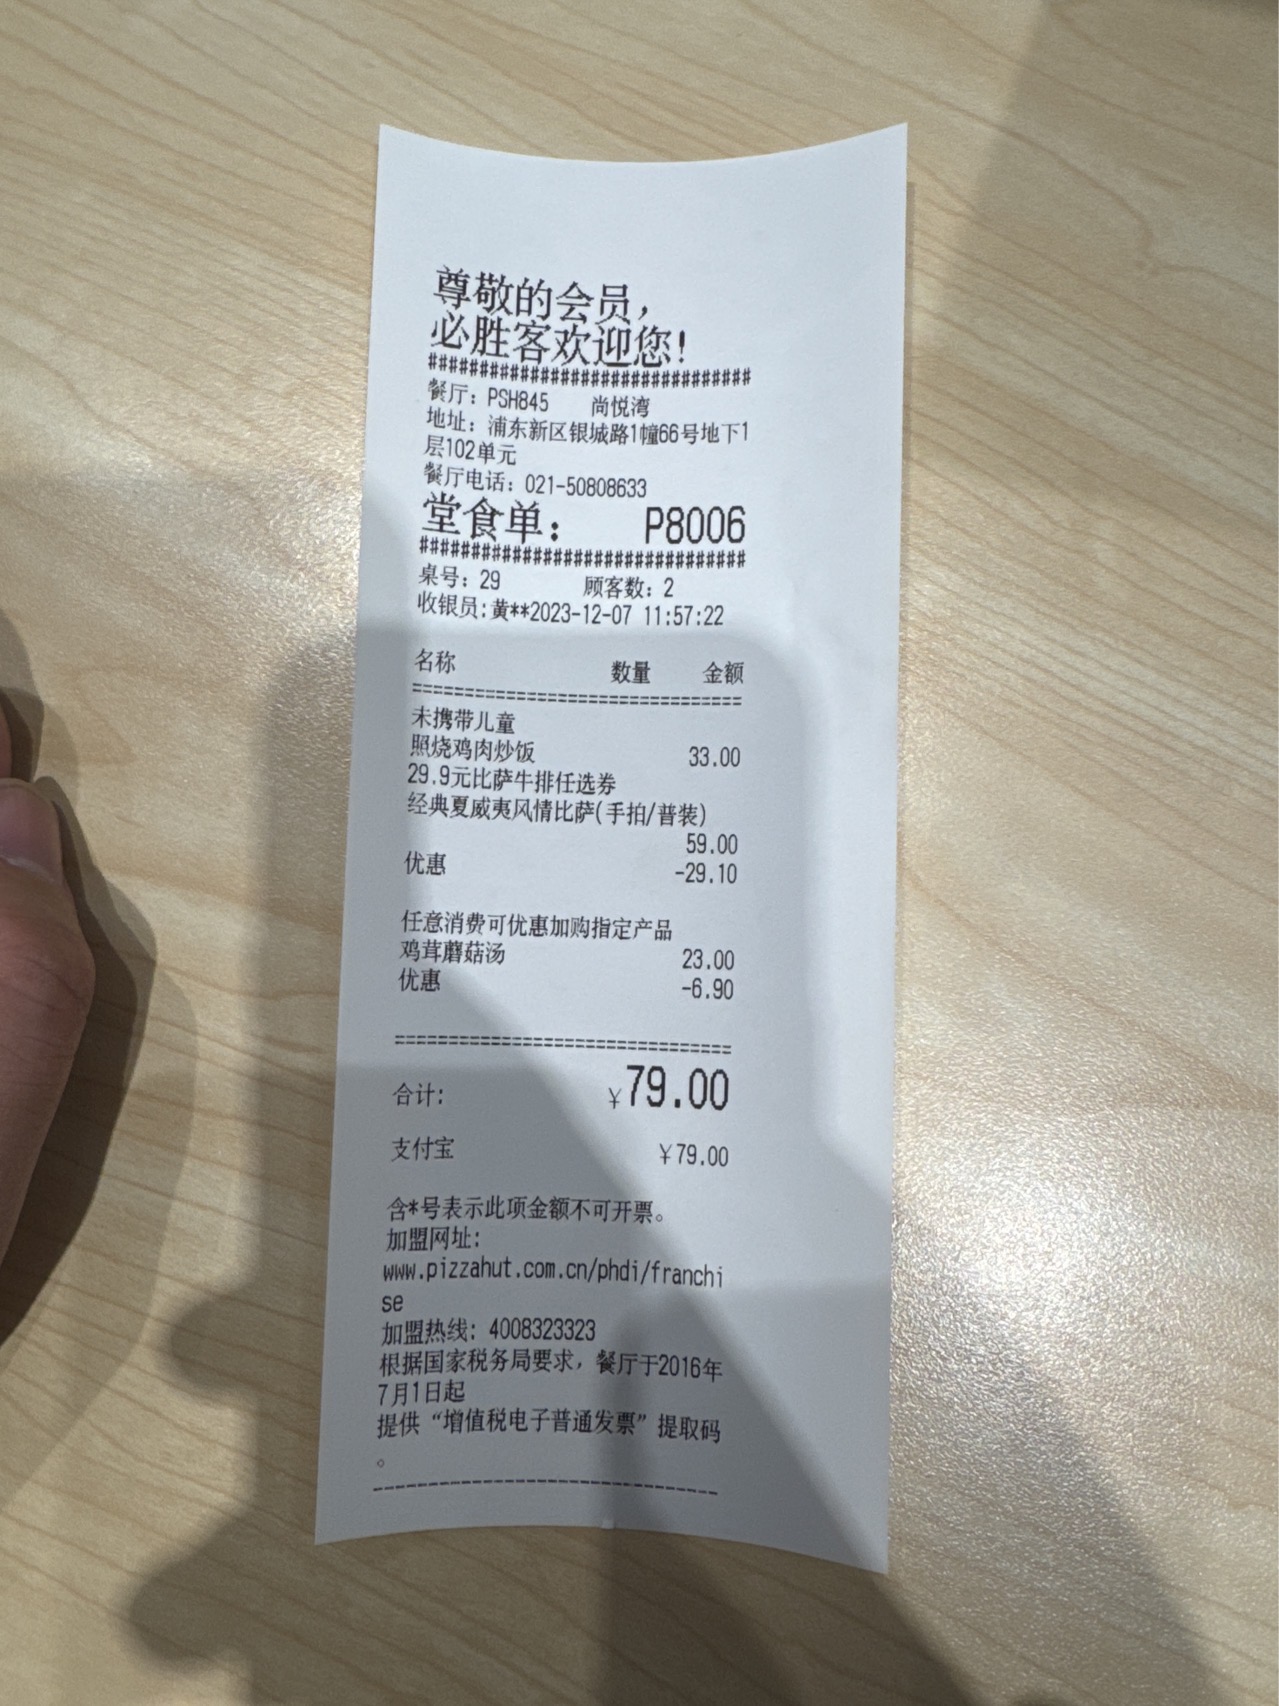 尊敬的会员，
必胜客欢迎您!
###############################
餐厅: PSH845 尚悦湾
地址: 浦东新区银城路1幢66号地下1
层102单元
餐厅电话: 021-50808633
堂食单: P8006
###############################
桌号: 29 顾客数: 2
收银员:黄**2023-12-07 11:57:22
名称 数量 金额
================================
未携带儿童
照烧鸡肉炒饭 33.00
29.9元比萨牛排任选券
经典夏威夷风情比萨(手拍/普装)
59.00
优惠 -29.10
任意消费可优惠加购指定产品
鸡茸蘑菇汤 23.00
优惠 -6.90
================================
合计: ¥79.00
支付宝 ¥79.00
含*号表示此项金额不可开票。
加盟网址:
www.pizzahut.com.cn/phdi/franchi
se
加盟热线: 4008323323
根据国家税务局要求，餐厅于2016年
7月1日起
提供“增值税电子普通发票”提取码
。
--------------------------------